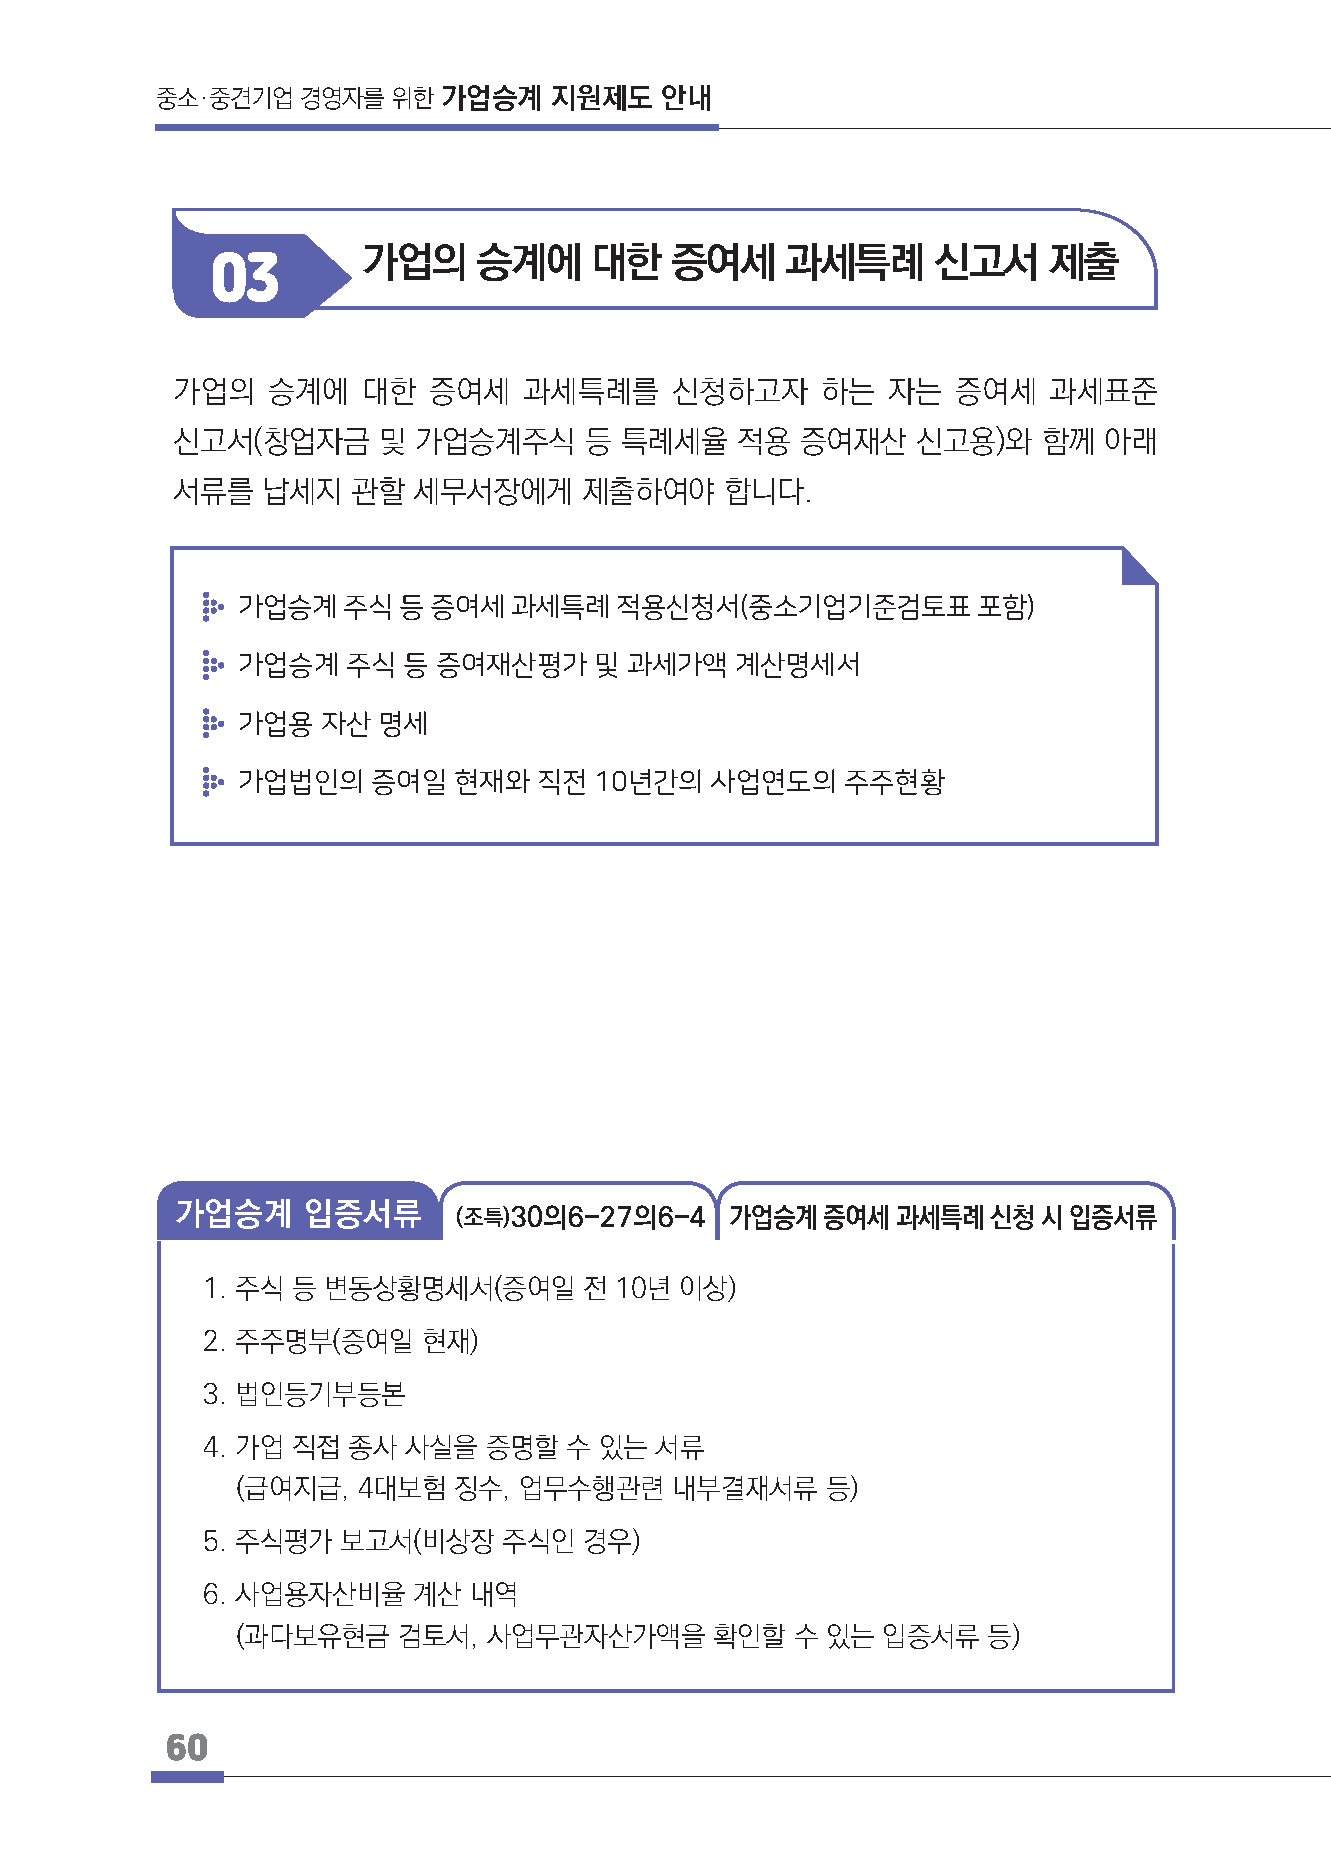 중소·중견기업 경영자를 위한 가업승계 지원제도 안내
03
가업의 승계에 대한 증여세 과세특례 신고서 제출
가업의 승계에 대한 증여세 과세특례를 신청하고자 하는 자는 증여세 과세표준
신고서(창업자금 및 가업승계주식 등 특례세율 적용 증여재산 신고용)와 함께 아래
서류를 납세지 관할 세무서장에게 제출하여야 합니다.
가업승계 주식 등 증여세 과세특례 적용신청서(중소기업기준검토표 포함)
가업승계 주식 등 증여재산평가 및 과세가액 계산명세서
가업용 자산 명세
가업법인의 증여일 현재와 직전 10년간의 사업연도의 주주현황
가업승계 입증서류 (조특)30의6-27의6-4 가업승계 증여세 과세특례 신청 시 입증서류
1. 주식 등 변동상황명세서(증여일 전 10년 이상)
2. 주주명부(증여일 현재)
3. 법인등기부등본
4. 가업 직접 종사 사실을 증명할 수 있는 서류
(급여지급, 4대보험 징수, 업무수행관련 내부결재서류 등)
5. 주식평가 보고서(비상장 주식인 경우)
6. 사업용자산비율 계산 내역
(과다보유현금 검토서, 사업무관자산가액을 확인할 수 있는 입증서류 등)
60